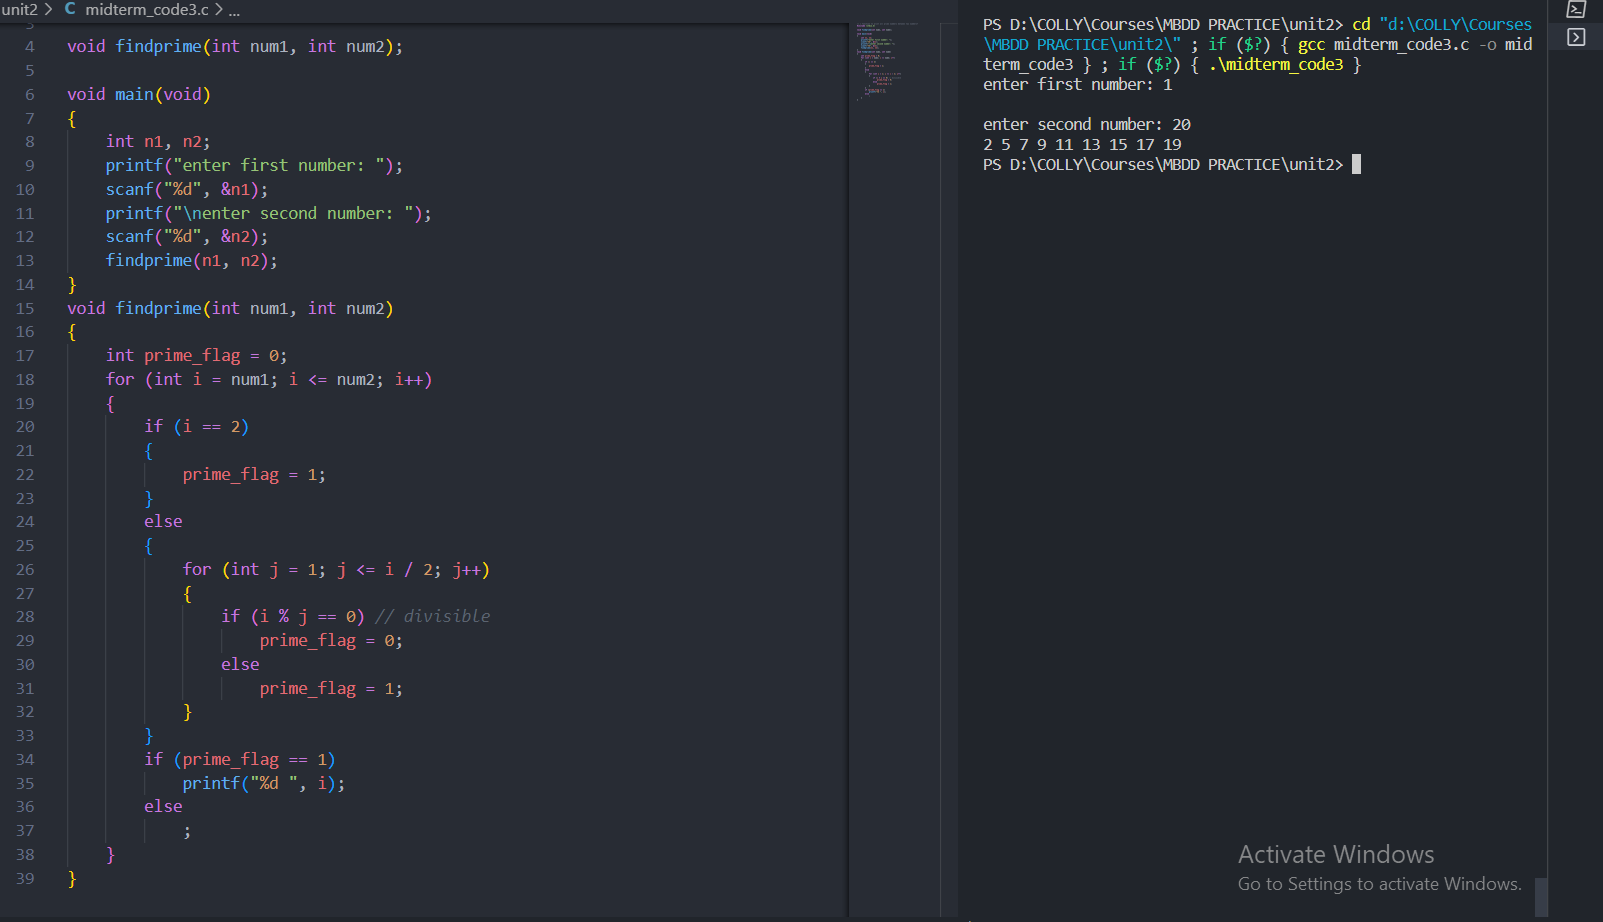 unit2 > C midterm_code3.c > ...
3
4 void findprime(int num1, int num2);
5
6 void main(void)
7 {
8     int n1, n2;
9     printf("enter first number: ");
10     scanf("%d", &n1);
11     printf("\nenter second number: ");
12     scanf("%d", &n2);
13     findprime(n1, n2);
14 }
15 void findprime(int num1, int num2)
16 {
17     int prime_flag = 0;
18     for (int i = num1; i <= num2; i++)
19     {
20         if (i == 2)
21         {
22             prime_flag = 1;
23         }
24         else
25         {
26             for (int j = 1; j <= i / 2; j++)
27             {
28                 if (i % j == 0) // divisible
29                     prime_flag = 0;
30                 else
31                     prime_flag = 1;
32             }
33         }
34         if (prime_flag == 1)
35             printf("%d ", i);
36         else
37             ;
38     }
39 }
PS D:\COLLY\Courses\MBDD PRACTICE\unit2> cd "d:\COLLY\Courses
\MBDD PRACTICE\unit2\" ; if ($?) { gcc midterm_code3.c -o mid
term_code3 } ; if ($?) { .\midterm_code3 }
enter first number: 1
enter second number: 20
2 5 7 9 11 13 15 17 19
PS D:\COLLY\Courses\MBDD PRACTICE\unit2>
Activate Windows
Go to Settings to activate Windows.